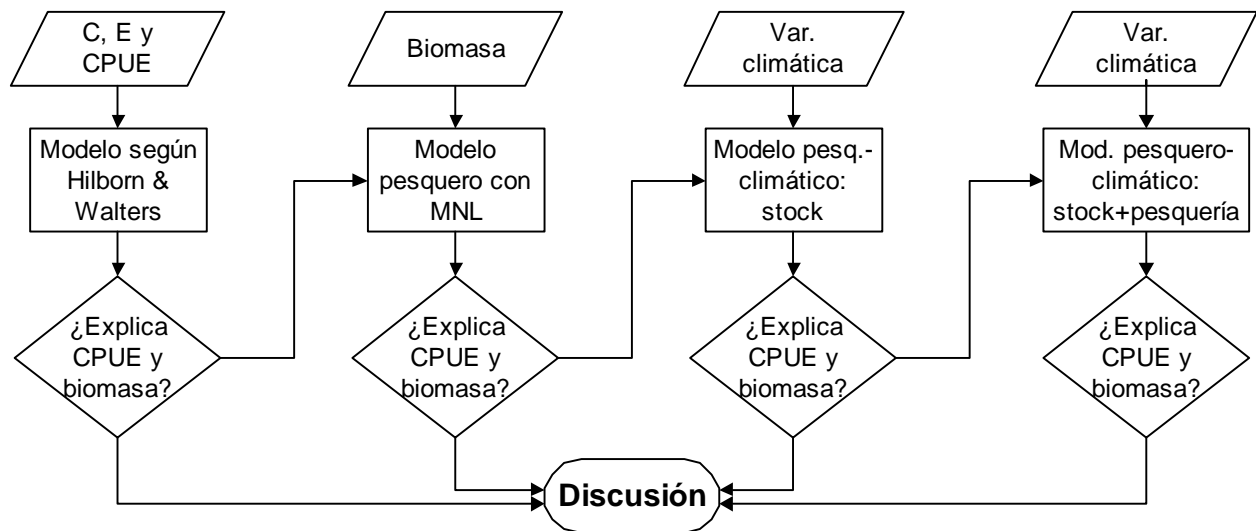 C, E y
CPUE
Biomasa
Var.
climática
Var.
climática
Modelo según
Hilborn &
Walters
Modelo
pesquero con
MNL
Modelo pesq.-
climático:
stock
Mod. pesquero-
climático:
stock+pesquería
¿Explica
CPUE y
biomasa?
¿Explica
CPUE y
biomasa?
¿Explica
CPUE y
biomasa?
¿Explica
CPUE y
biomasa?
Discusión